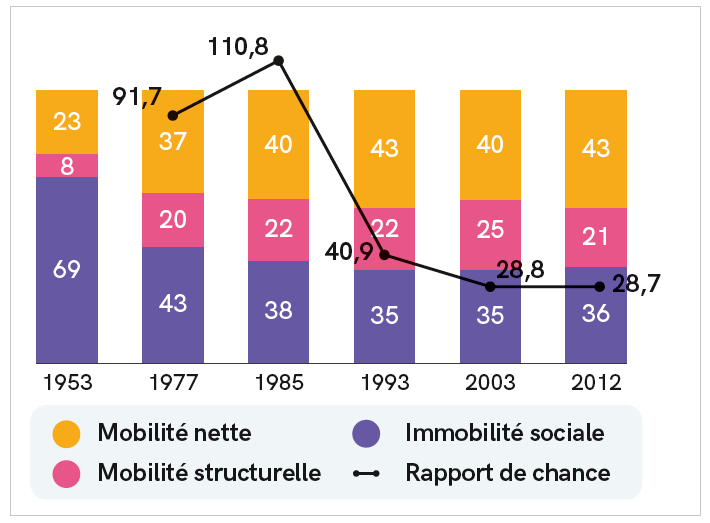 110,8
91,7
23 37 40 43 40 43
8 20 22 22 25 21
40,9 28,8 28,7
69 43 38 35 35 36
1953 1977 1985 1993 2003 2012
Mobilité nette Immobilité sociale
Mobilité structurelle Rapport de chance